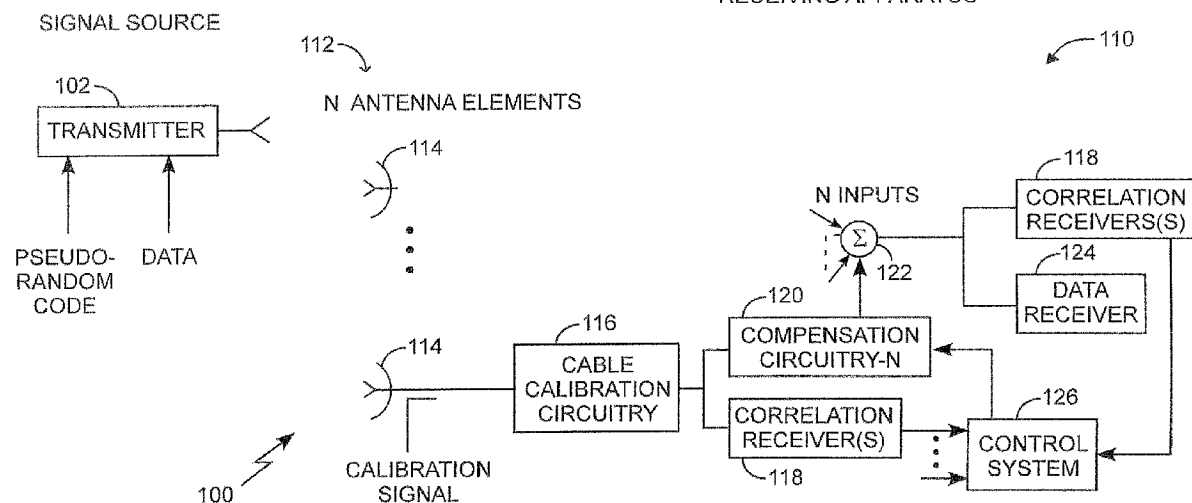 SIGNAL SOURCE
112
110
102
N ANTENNA ELEMENTS
TRANSMITTER
114
118
N INPUTS
CORRELATION
RECEIVERS(S)
Σ
122
PSEUDO-
RANDOM
CODE
DATA
124
DATA
RECEIVER
120
COMPENSATION
CIRCUITRY-N
114
116
CABLE
CALIBRATION
CIRCUITRY
126
CORRELATION
RECEIVER(S)
118
CONTROL
SYSTEM
CALIBRATION
SIGNAL
100